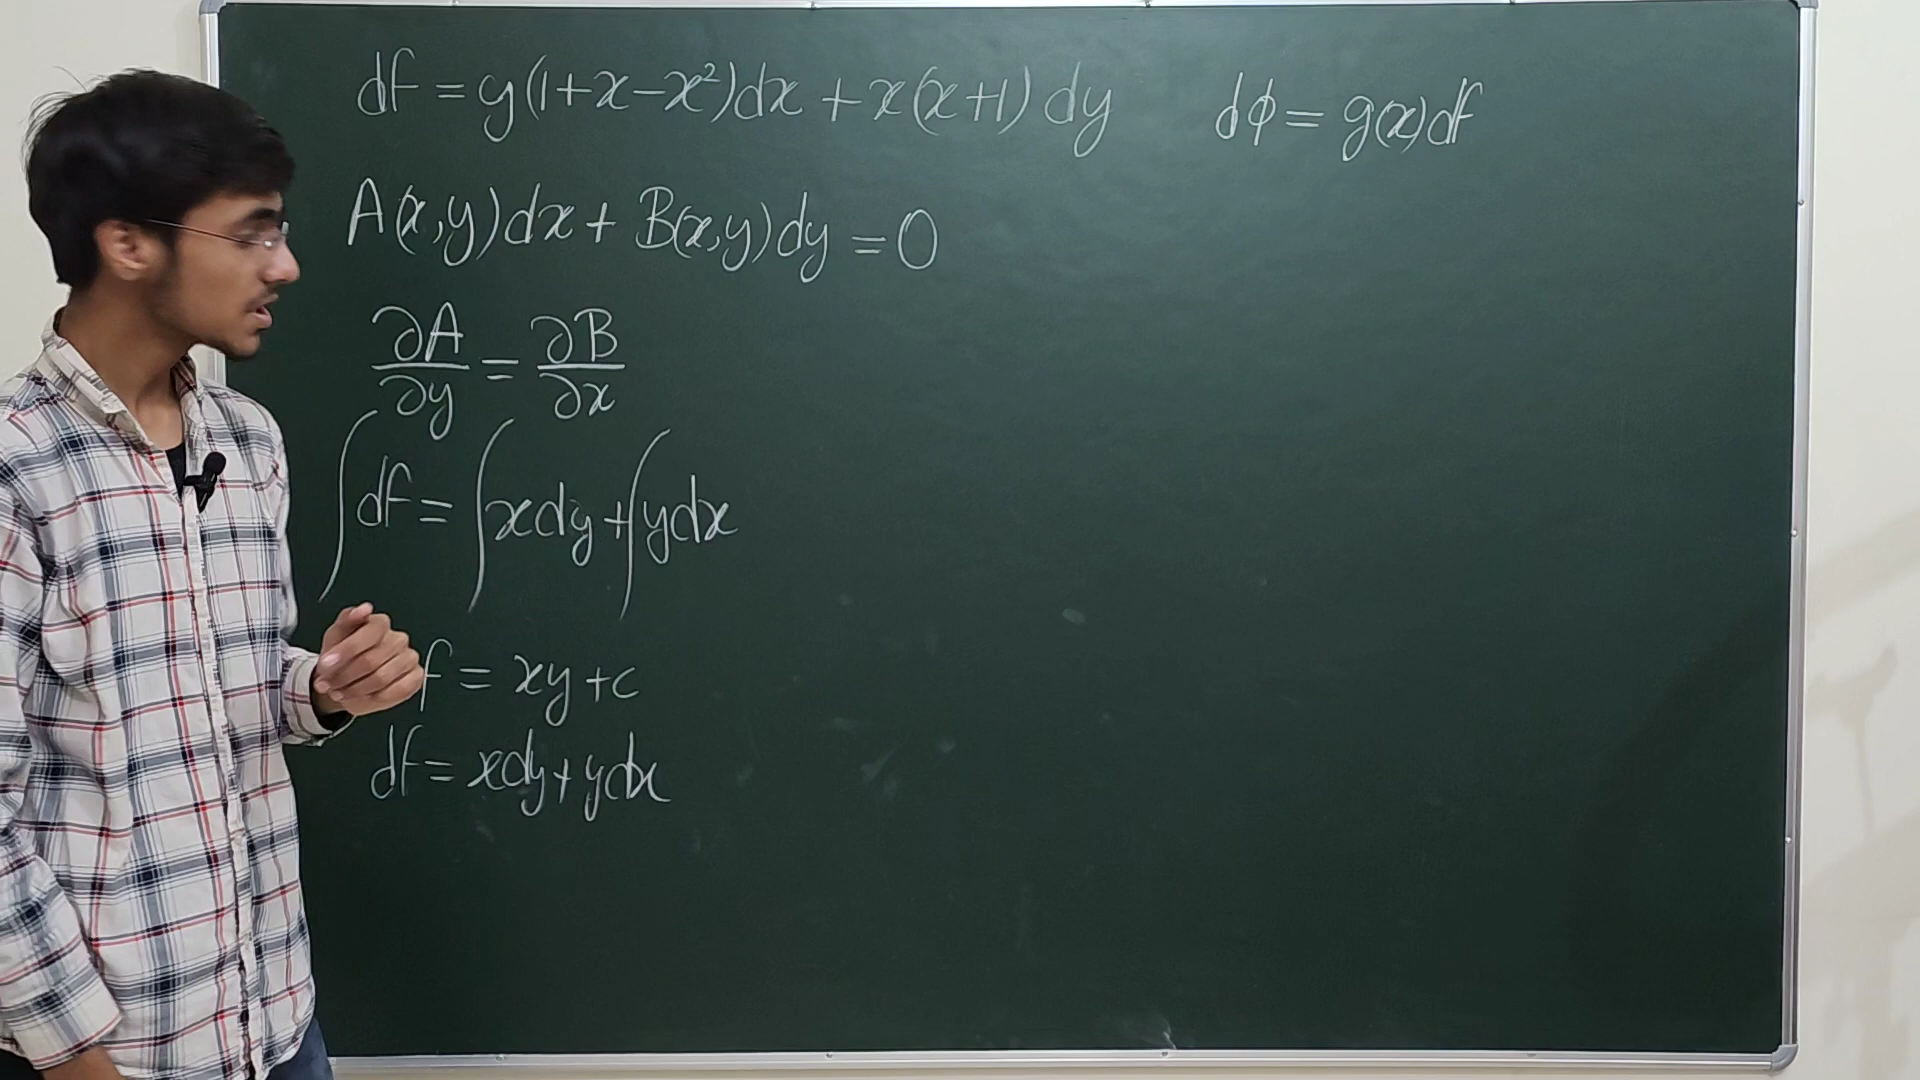 df = y(1+x-x²)dx + x(x+1) dy
dϕ = g(x)df
A(x,y)dx + B(x,y)dy = 0
∂A/∂y = ∂B/∂x
∫df = ∫xdy + ∫ydx
f = xy + c
df = xdy + ydx